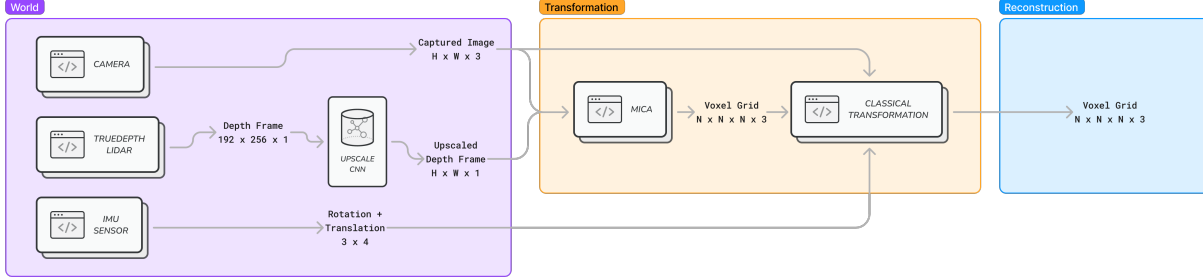 World
Transformation
Reconstruction
CAMERA
Captured Image
H x W x 3
TRUEDEPTH
LIDAR
Depth Frame
192 x 256 x 1
UPSCALE
CNN
Upscaled
Depth Frame
H x W x 1
IMU
SENSOR
Rotation +
Translation
3 x 4
MICA
Voxel Grid
N x N x N x 3
CLASSICAL
TRANSFORMATION
Voxel Grid
N x N x N x 3